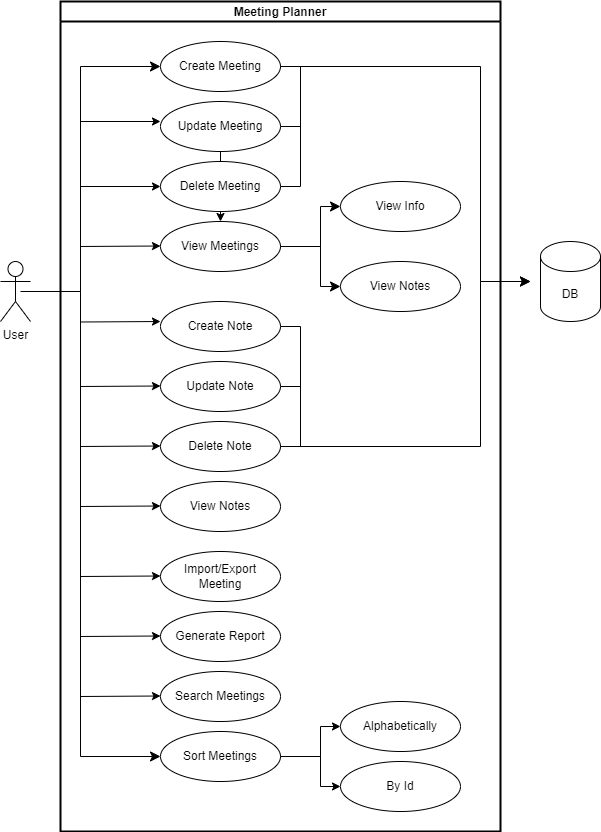 Meeting Planner
Create Meeting
Update Meeting
Delete Meeting
View Meetings
View Info
View Notes
User
DB
Create Note
Update Note
Delete Note
View Notes
Import/Export
Meeting
Generate Report
Search Meetings
Sort Meetings
Alphabetically
By Id